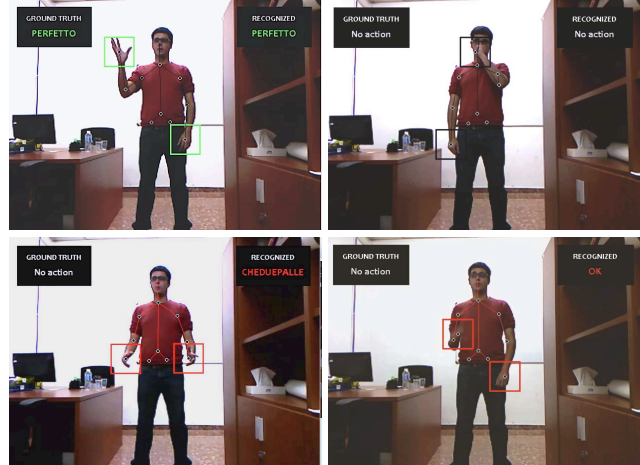 GROUND TRUTH
PERFETTO
RECOGNIZED
PERFETTO
GROUND TRUTH
No action
RECOGNIZED
No action
GROUND TRUTH
No action
RECOGNIZED
CHEDUEPALLE
GROUND TRUTH
No action
RECOGNIZED
OK